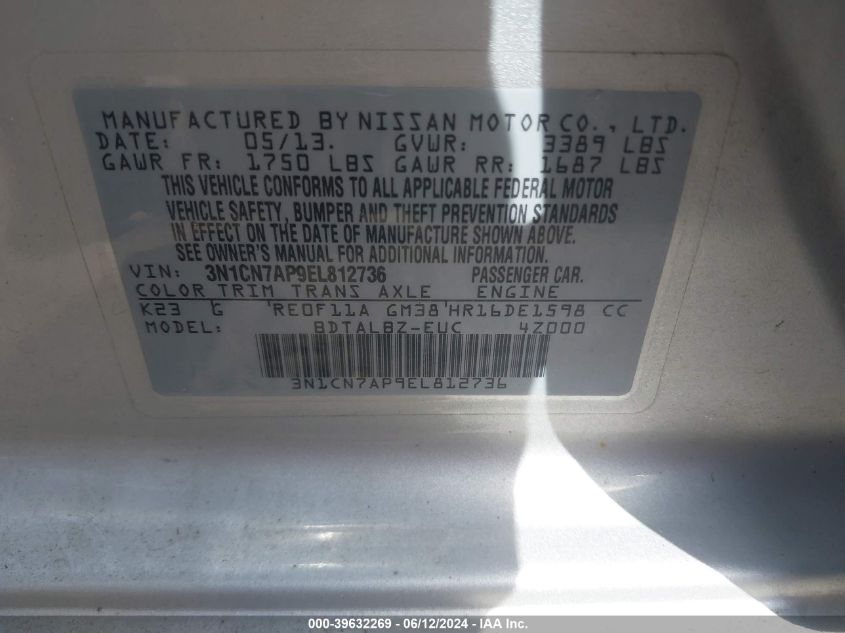 MANUFACTURED BY NISSAN MOTOR CO., LTD.
DATE: 05/13. GVWR: 3389 LBS
GAWR FR: 1750 LBS GAWR RR: 1687 LBS
THIS VEHICLE CONFORMS TO ALL APPLICABLE FEDERAL MOTOR
VEHICLE SAFETY, BUMPER AND THEFT PREVENTION STANDARDS
IN EFFECT ON THE DATE OF MANUFACTURE SHOWN ABOVE.
SEE OWNER'S MANUAL FOR ADDITIONAL INFORMATION.
VIN: 3N1CN7AP9EL812736 PASSENGER CAR.
COLOR TRIM TRANS AXLE ENGINE
K23 G 'RE0F11A GM38'HR16DE1598 CC
MODEL: BDTALBZ-EUC 4Z000
3N1CN7AP9EL812736
000-39632269 - 06/12/2024 - IAA Inc.